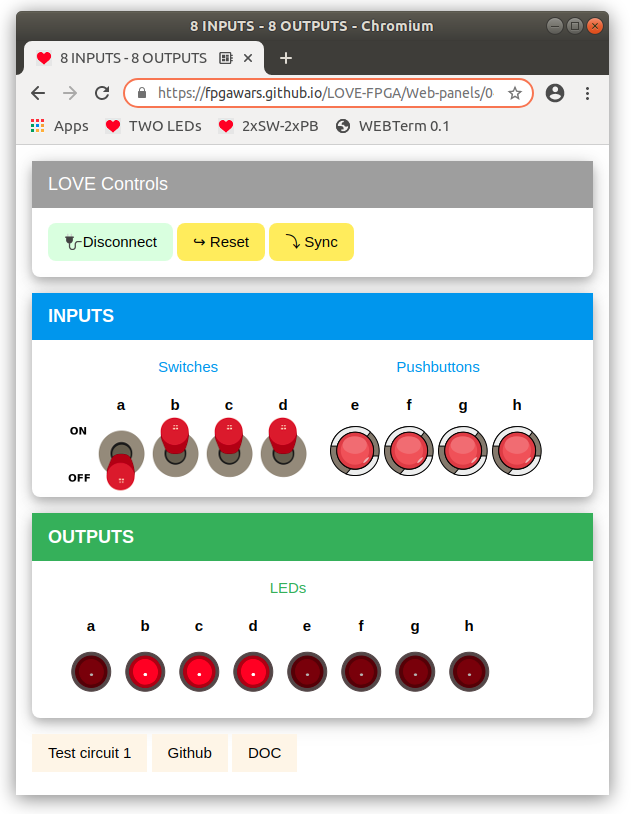 8 INPUTS - 8 OUTPUTS - Chromium
8 INPUTS - 8 OUTPUTS
https://fpgawars.github.io/LOVE-FPGA/Web-panels/0
Apps TWO LEDs 2xSW-2xPB WEBTerm 0.1
LOVE Controls
Disconnect Reset Sync
INPUTS
Switches Pushbuttons
a b c d e f g h
ON
OFF
OUTPUTS
LEDs
a b c d e f g h
Test circuit 1 Github DOC